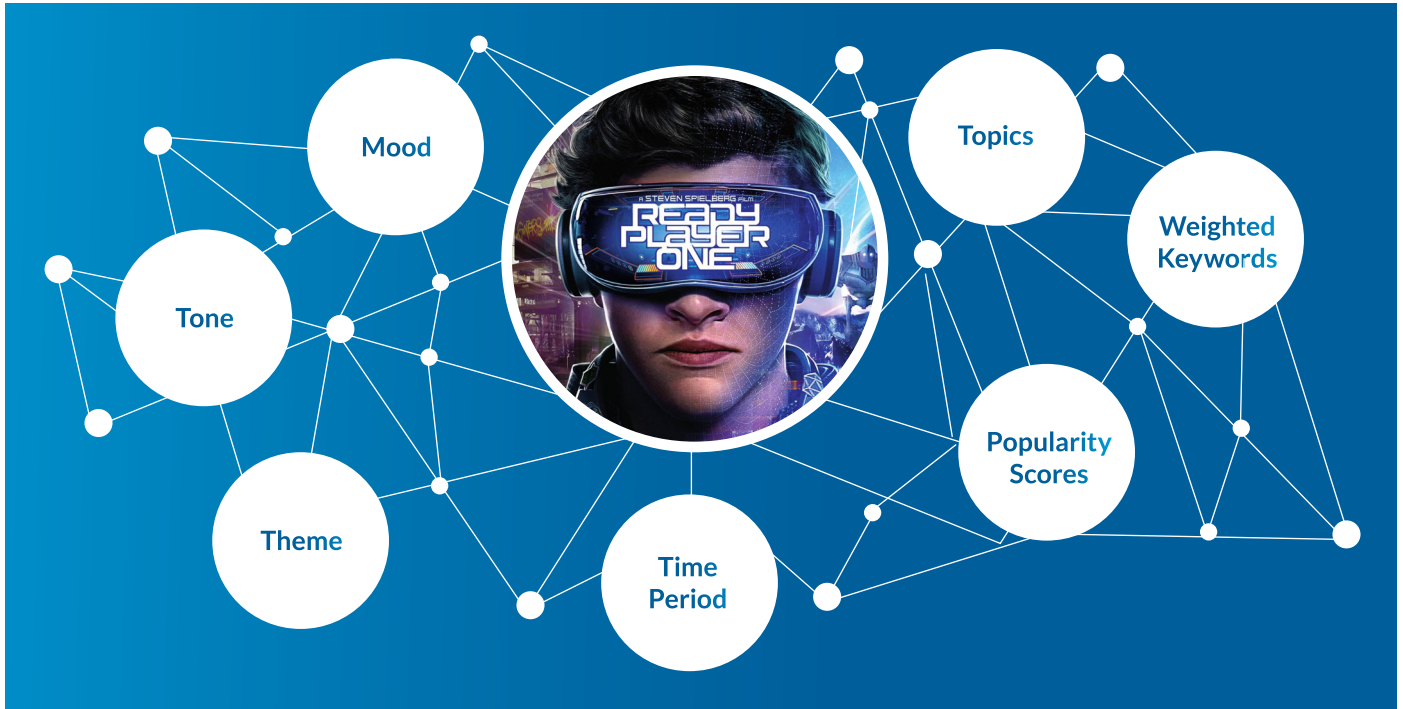 Mood
Topics
A STEVEN SPIELBERG FILM
READY
PLAYER
ONE
Weighted
Keywords
Tone
Popularity
Scores
Theme
Time
Period